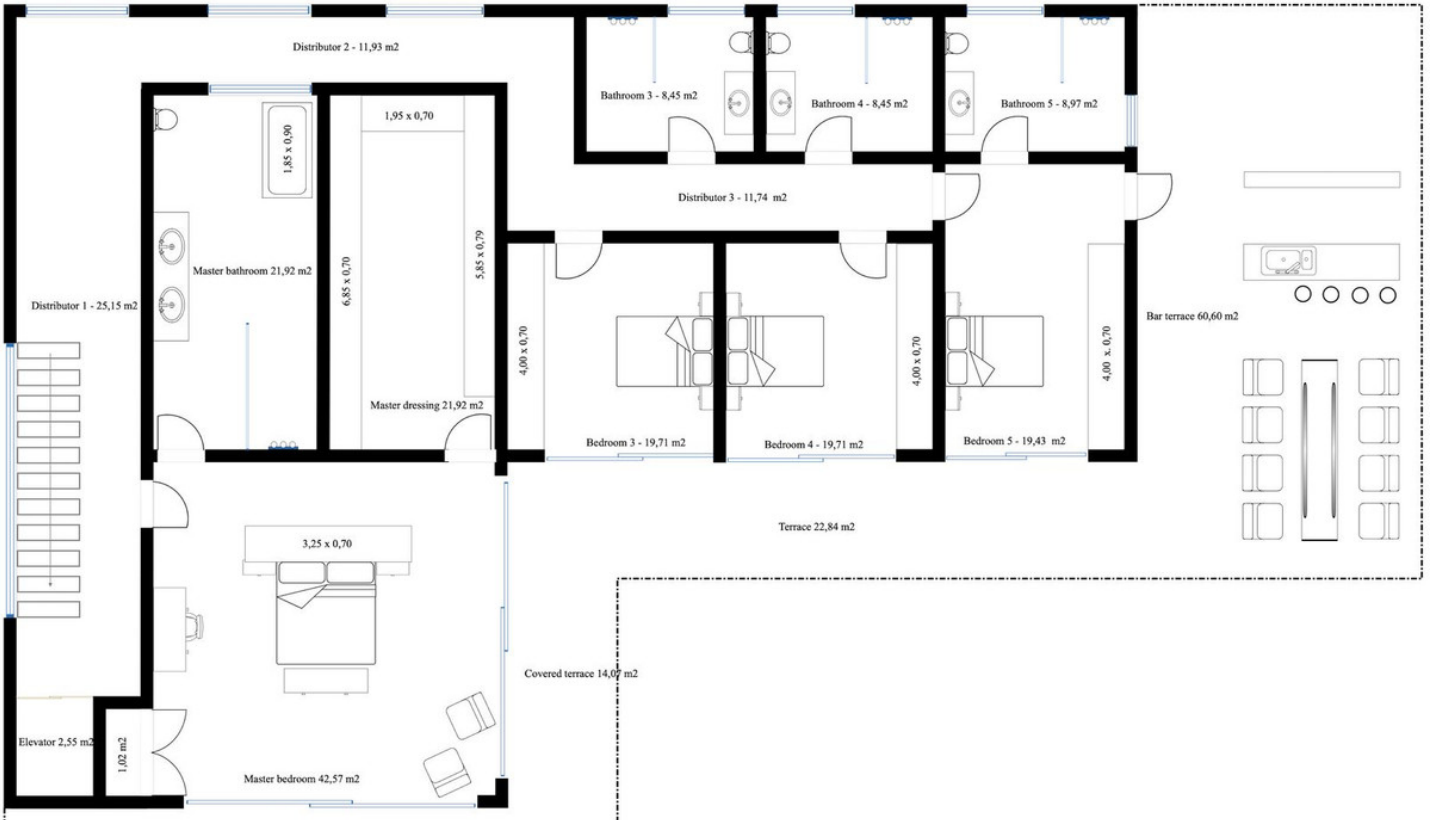 Distributor 2 - 11,93 m2
Bathroom 3 - 8,45 m2
Bathroom 4 - 8,45 m2
Bathroom 5 - 8,97 m2
1,85 x 0,90
1,95 x 0,70
Distributor 3 - 11,74 m2
Master bathroom 21,92 m2
6,85 x 0,70
5,85 x 0,79
Distributor 1 - 25,15 m2
Bar terrace 60,60 m2
4,00 x 0,70
4,00 x 0,70
4,00 x. 0,70
Master dressing 21,92 m2
Bedroom 3 - 19,71 m2
Bedroom 4 - 19,71 m2
Bedroom 5 - 19,43 m2
Terrace 22,84 m2
3,25 x 0,70
Covered terrace 14,07 m2
Elevator 2,55 m2
1,02 m2
Master bedroom 42,57 m2